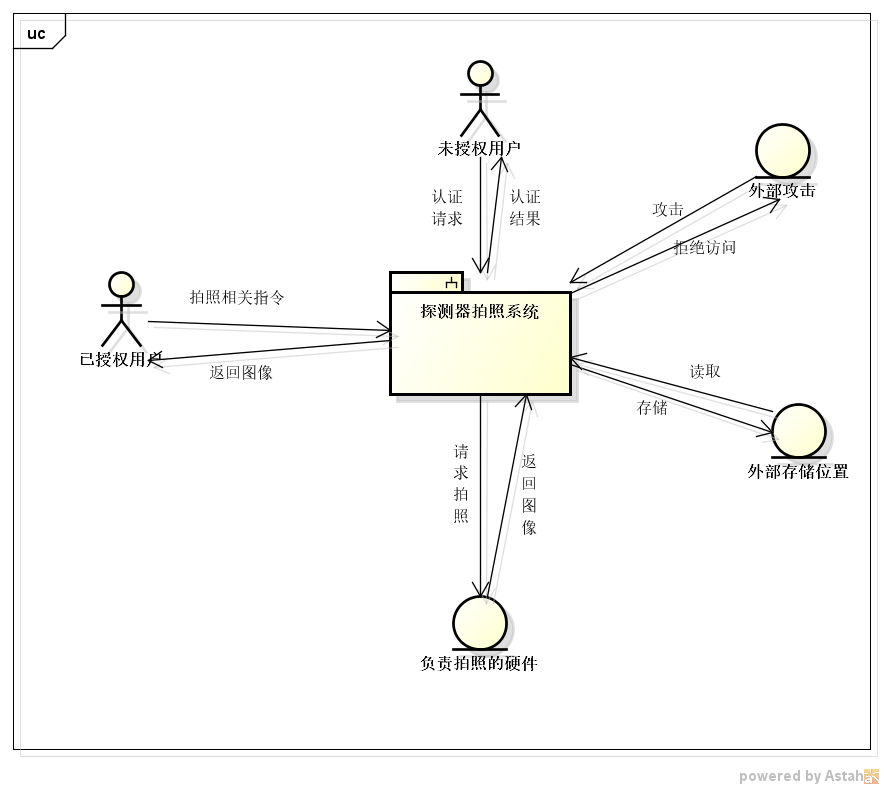 uc
未授权用户
认证
请求
认证
结果
外部攻击
攻击
拒绝访问
拍照相关指令
已授权用户
返回图像
探测器拍照系统
读取
存储
外部存储位置
请
求
拍
照
返
回
图
像
负责拍照的硬件
powered by Astah